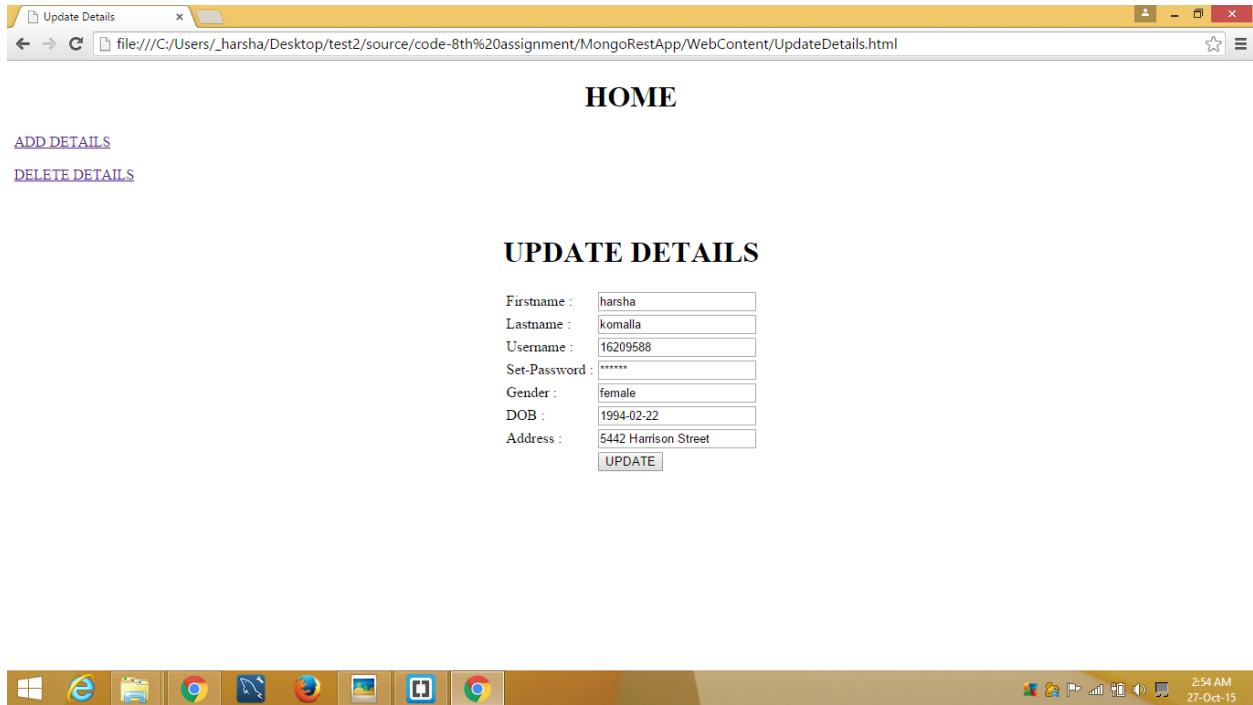 Update Details
file:///C:/Users/_harsha/Desktop/test2/source/code-8th%20assignment/MongoRestApp/WebContent/UpdateDetails.html
HOME
ADD DETAILS
DELETE DETAILS
UPDATE DETAILS
Firstname : harsha
Lastname : komalla
Username : 16209588
Set-Password : ******
Gender : female
DOB : 1994-02-22
Address : 5442 Harrison Street
UPDATE
2:54 AM
27-Oct-15